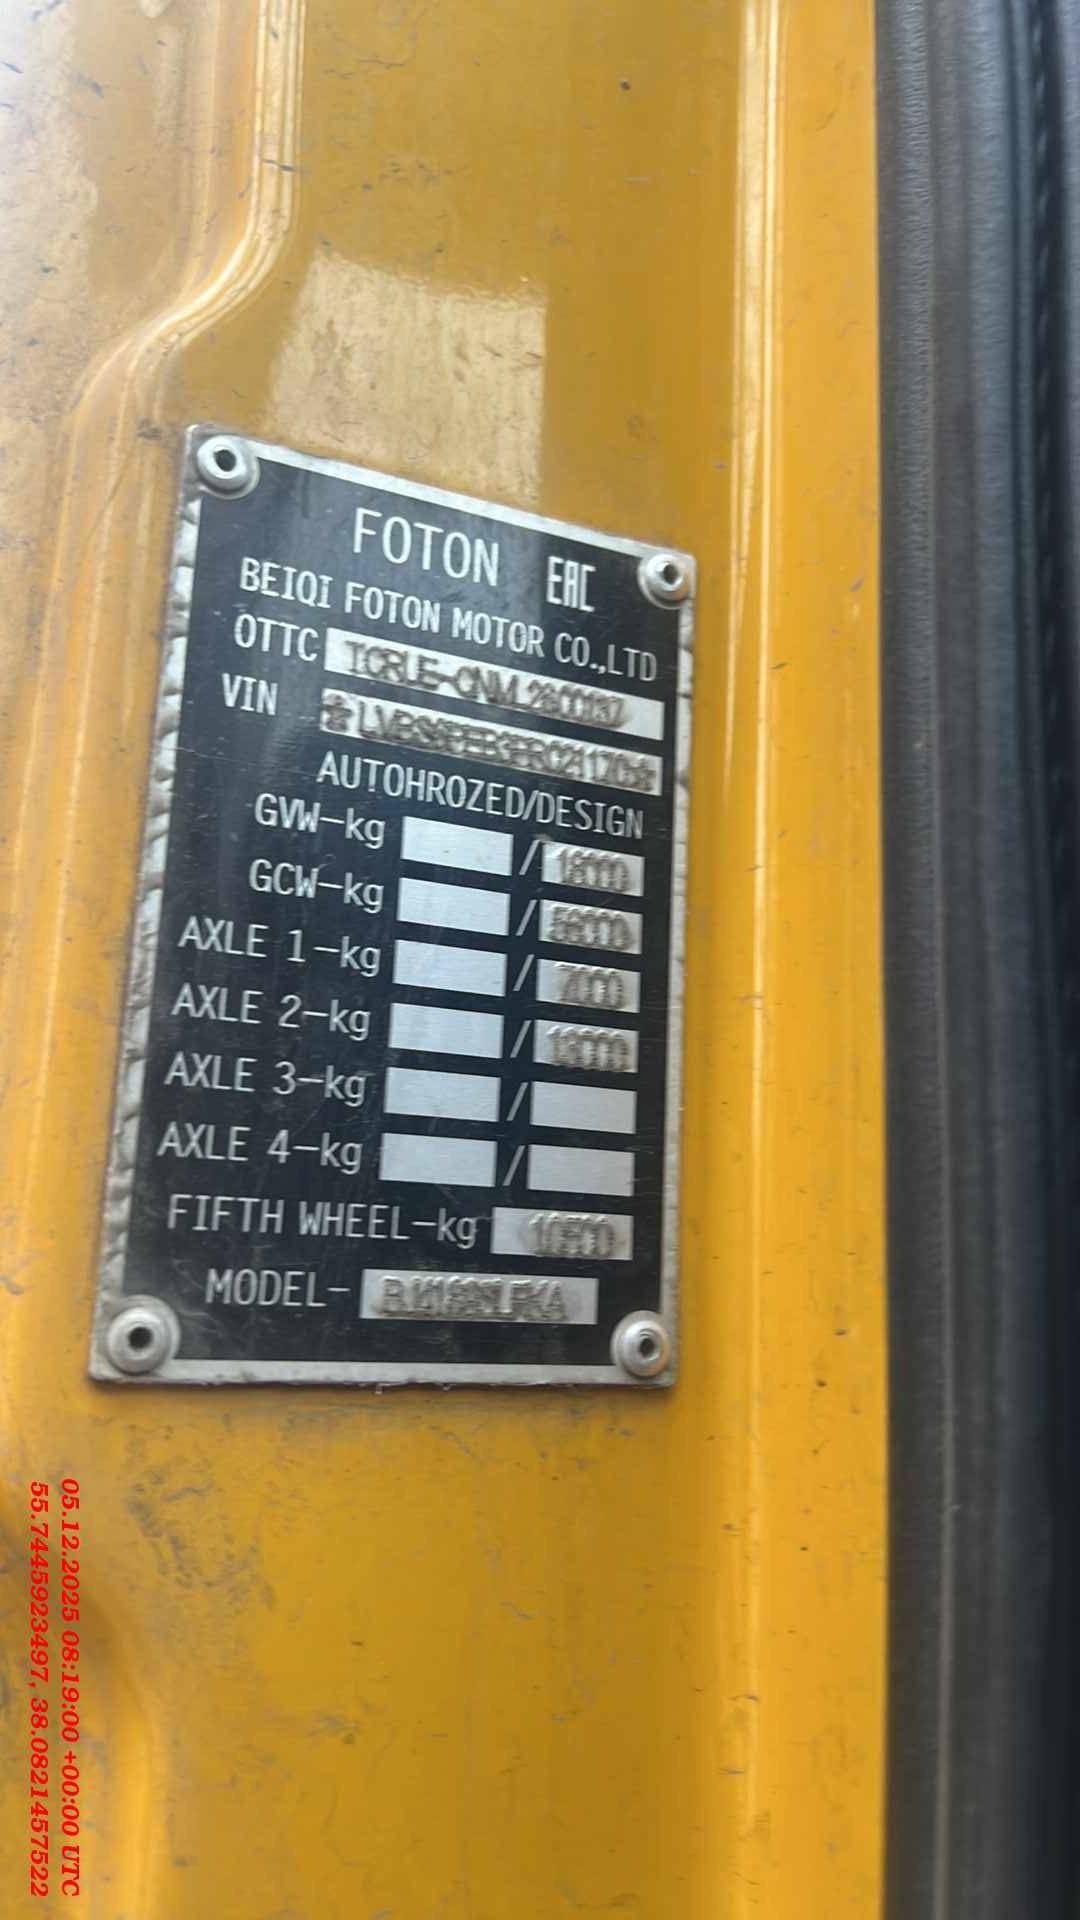 FOTON EAC
BEIQI FOTON MOTOR CO.,LTD
OTTC
VIN
AUTOHROZED/DESIGN
GVW-kg / 18000
GCW-kg /
AXLE 1-kg / 7000
AXLE 2-kg / 13000
AXLE 3-kg /
AXLE 4-kg /
FIFTH WHEEL-kg 10500
MODEL-
05.12.2025 08:19:00 +00:00 UTC
55.7445923497, 38.0821457522